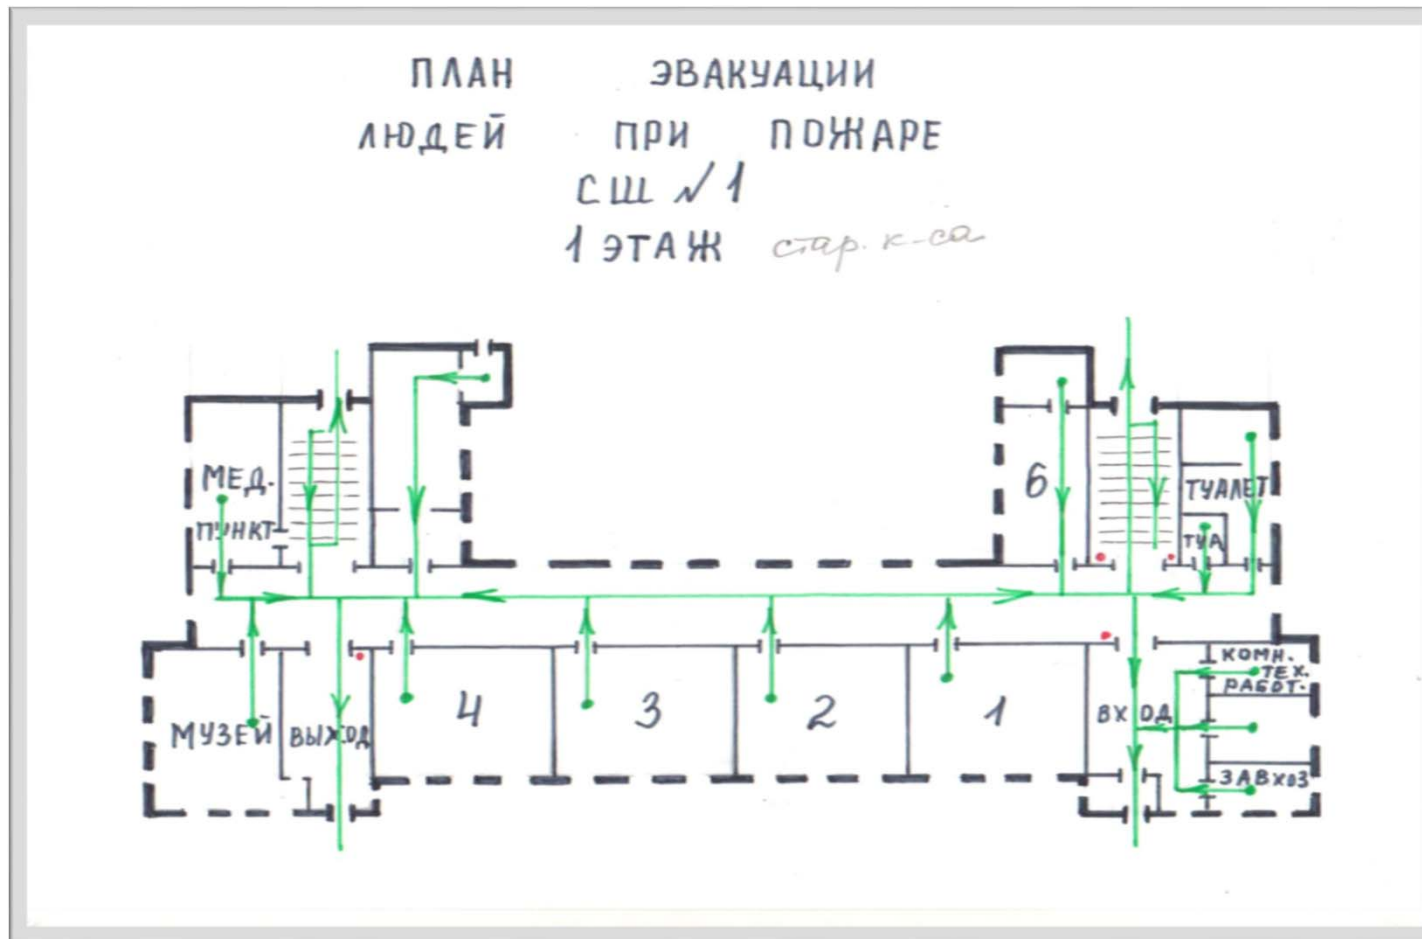 ПЛАН ЭВАКУАЦИИ
ЛЮДЕЙ ПРИ ПОЖАРЕ
СШ №1
1 ЭТАЖ стар. к-са
МЕД.
ПУНКТ
6
ТУАЛЕТ
ТУА
МУЗЕЙ
ВЫХОД
4
3
2
1
ВХОД
КОМН.
ТЕХ.
РАБОТ.
ЗАВХОЗ